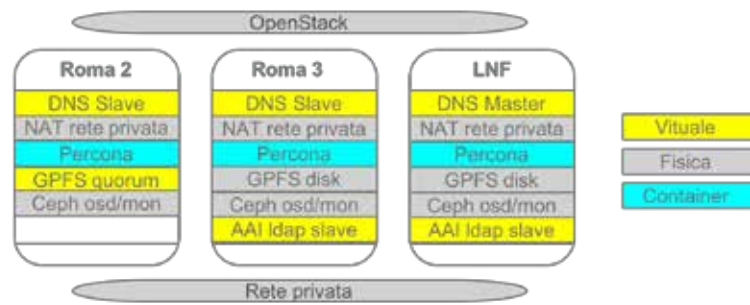 OpenStack
Roma 2
DNS Slave
NAT rete privata
Percona
GPFS quorum
Ceph osd/mon
Roma 3
DNS Slave
NAT rete privata
Percona
GPFS disk
Ceph osd/mon
AAI ldap slave
LNF
DNS Master
NAT rete privata
Percona
GPFS disk
Ceph osd/mon
AAI ldap slave
Vituale
Fisica
Container
Rete privata